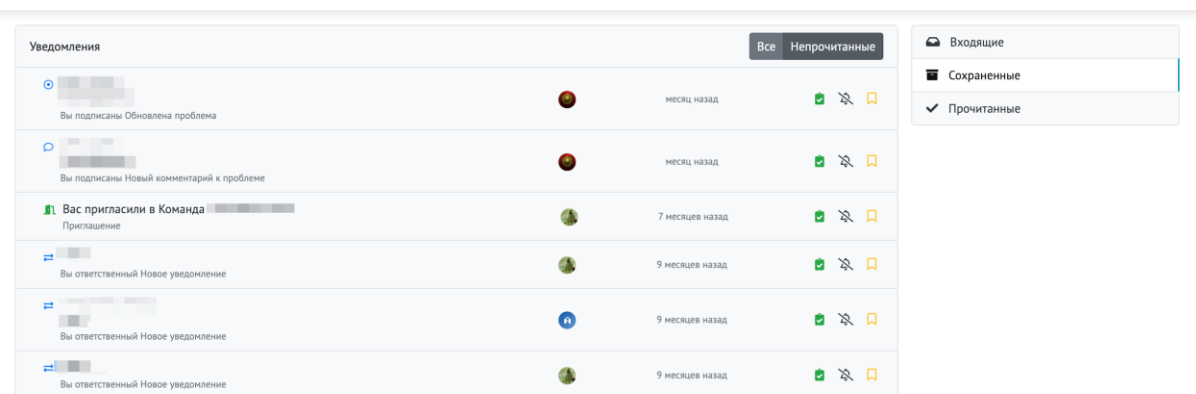 Уведомления
Все Непрочитанные
Вы подписаны Обновлена проблема
месяц назад
Вы подписаны Новый комментарий к проблеме
месяц назад
Вас пригласили в Команда
Приглашение
7 месяцев назад
Вы ответственный Новое уведомление
9 месяцев назад
Вы ответственный Новое уведомление
9 месяцев назад
Вы ответственный Новое уведомление
9 месяцев назад
Входящие
Сохраненные
Прочитанные